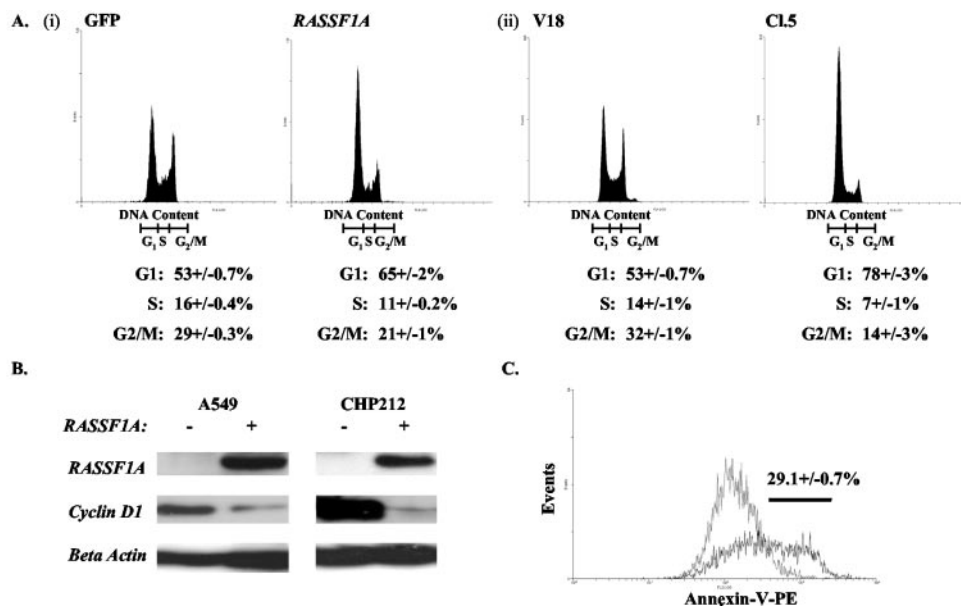 A. (i) GFP RASSF1A (ii) V18 Cl.5
DNA Content DNA Content DNA Content DNA Content
G1 S G2/M G1 S G2/M G1 S G2/M G1 S G2/M
G1: 53+/-0.7% G1: 65+/-2% G1: 53+/-0.7% G1: 78+/-3%
S: 16+/-0.4% S: 11+/-0.2% S: 14+/-1% S: 7+/-1%
G2/M: 29+/-0.3% G2/M: 21+/-1% G2/M: 32+/-1% G2/M: 14+/-3%
B.
A549 CHP212
RASSF1A: - + - +
RASSF1A
Cyclin D1
Beta Actin
C.
29.1+/-0.7%
Events
Annexin-V-PE